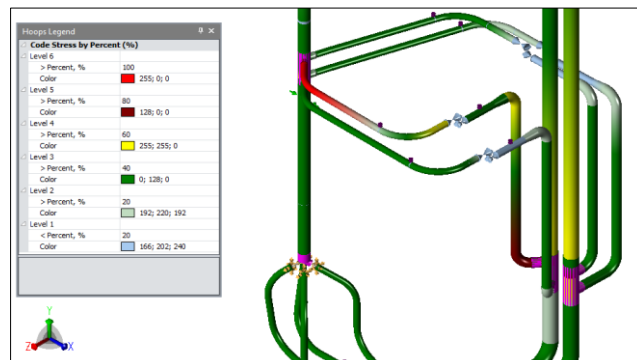 Hoops Legend
Code Stress by Percent (%)
Level 6
> Percent, % 100
Color 255; 0; 0
Level 5
> Percent, % 80
Color 128; 0; 0
Level 4
> Percent, % 60
Color 255; 255; 0
Level 3
> Percent, % 40
Color 0; 128; 0
Level 2
> Percent, % 20
Color 192; 220; 192
Level 1
< Percent, % 20
Color 166; 202; 240
Y
Z X